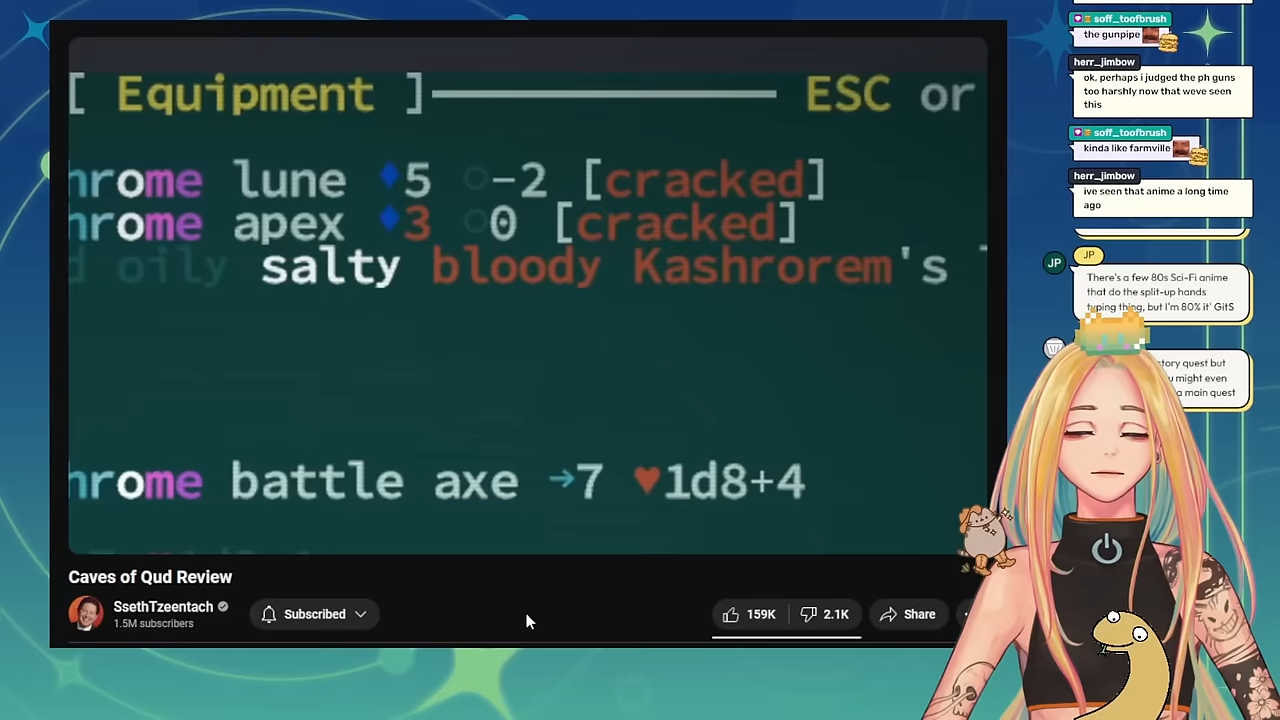 [ Equipment ] ESC or
hrome lune 5 -2 [cracked]
hrome apex 3 0 [cracked]
d oily salty bloody Kashrorem's
hrome battle axe →7 ♥1d8+4
Caves of Qud Review
SsethTzeentach
1.5M subscribers
Subscribed
159K
2.1K
Share
soff_toofbrush
the gunpipe
herr_jimbow
ok, perhaps i judged the ph guns
too harshly now that weve seen
this
soff_toofbrush
kinda like farmville
herr_jimbow
ive seen that anime a long time
ago
JP
JP
There's a few 80s Sci-Fi anime
that do the split-up hands
typing thing, but I'm 80% it' GitS
story quest but
u might even
a main quest